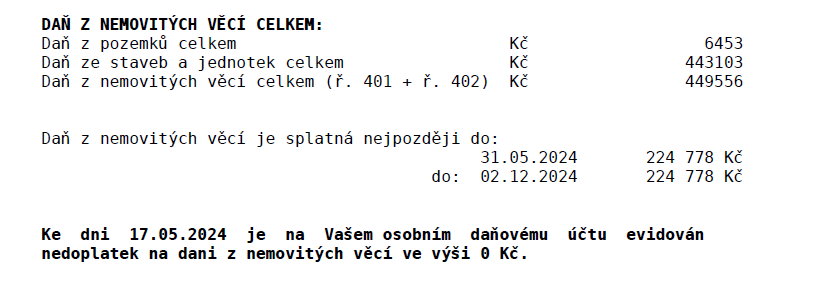 DAŇ Z NEMOVITÝCH VĚCÍ CELKEM:
Daň z pozemků celkem Kč 6453
Daň ze staveb a jednotek celkem Kč 443103
Daň z nemovitých věcí celkem (ř. 401 + ř. 402) Kč 449556
Daň z nemovitých věcí je splatná nejpozději do:
31.05.2024 224 778 Kč
do: 02.12.2024 224 778 Kč
Ke dni 17.05.2024 je na Vašem osobním daňovému účtu evidován
nedoplatek na dani z nemovitých věcí ve výši 0 Kč.